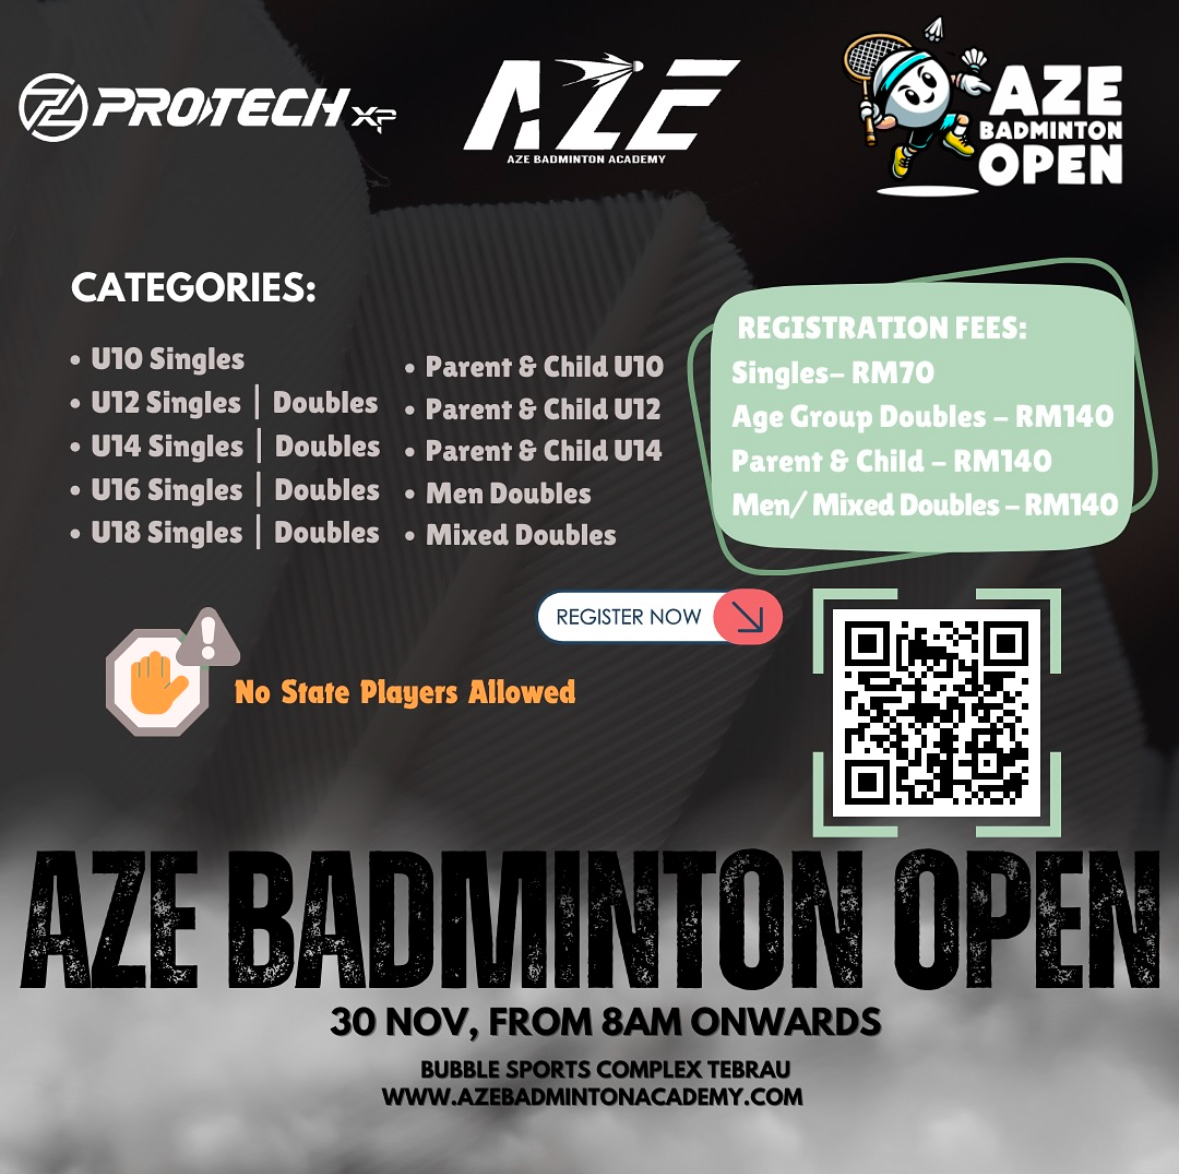 PROTECH XP
AZE
AZE BADMINTON ACADEMY
AZE
BADMINTON
OPEN
CATEGORIES:
• U10 Singles
• U12 Singles | Doubles
• U14 Singles | Doubles
• U16 Singles | Doubles
• U18 Singles | Doubles
• Parent & Child U10
• Parent & Child U12
• Parent & Child U14
• Men Doubles
• Mixed Doubles
REGISTRATION FEES:
Singles- RM70
Age Group Doubles - RM140
Parent & Child - RM140
Men/ Mixed Doubles - RM140
REGISTER NOW
No State Players Allowed
AZE BADMINTON OPEN
30 NOV, FROM 8AM ONWARDS
BUBBLE SPORTS COMPLEX TEBRAU
WWW.AZEBADMINTONACADEMY.COM